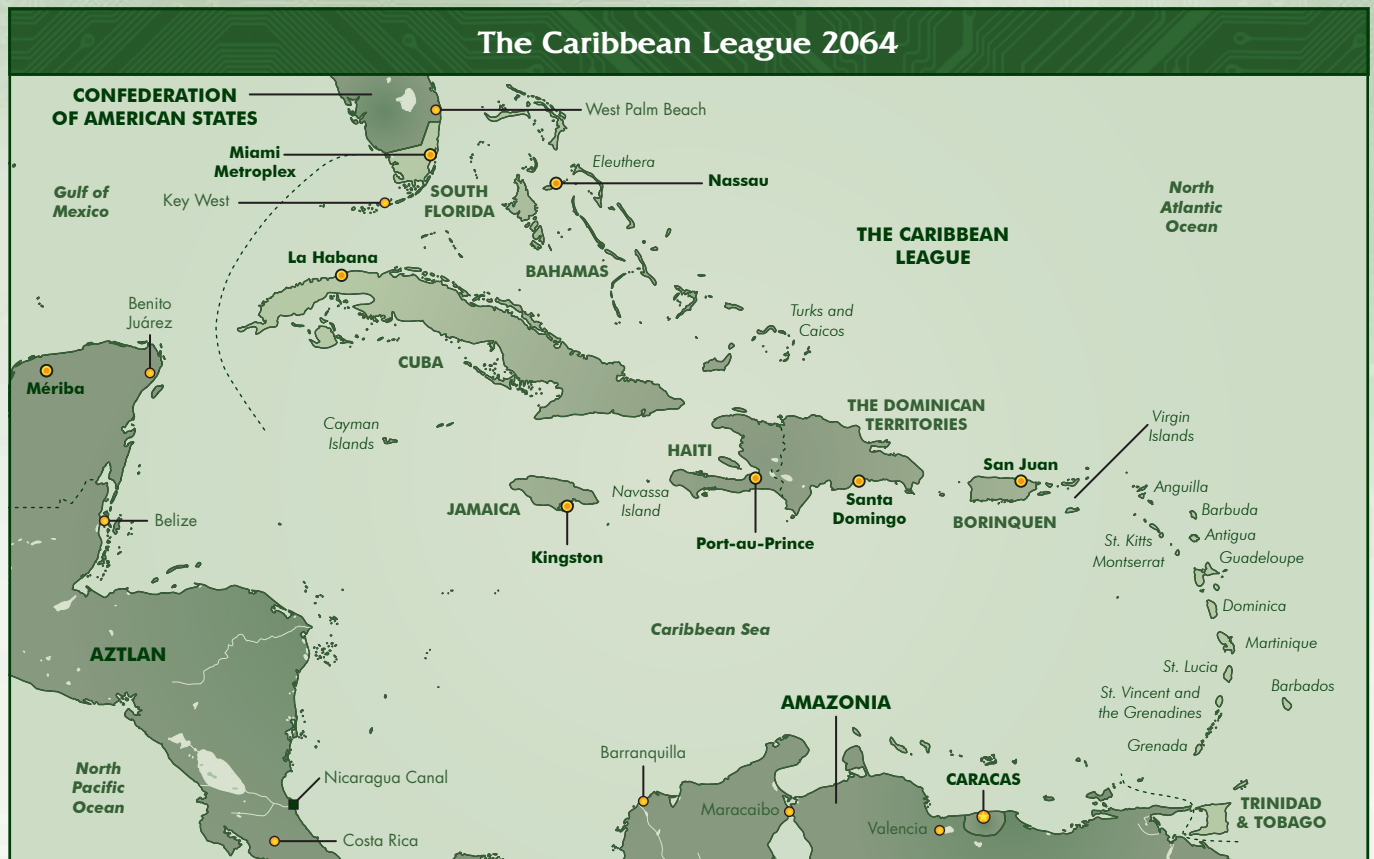 The Caribbean League 2064
CONFEDERATION
OF AMERICAN STATES
West Palm Beach
Miami
Metroplex
Eleuthera
Nassau
Gulf of
Mexico
Key West
SOUTH
FLORIDA
North
Atlantic
Ocean
THE CARIBBEAN
LEAGUE
La Habana
BAHAMAS
Benito
Juárez
Turks and
Caicos
CUBA
Mériba
THE DOMINICAN
TERRITORIES
Cayman
Islands
Virgin
Islands
HAITI
San Juan
JAMAICA
Navassa
Island
Santa
Domingo
BORINQUEN
Anguilla
Barbuda
Belize
Kingston
Port-au-Prince
St. Kitts
Antigua
Montserrat
Guadeloupe
Dominica
Caribbean Sea
Martinique
AZTLAN
St. Lucia
Barbados
St. Vincent and
the Grenadines
AMAZONIA
Grenada
Barranquilla
North
Pacific
Ocean
Nicaragua Canal
CARACAS
Maracaibo
Valencia
TRINIDAD
& TOBAGO
Costa Rica